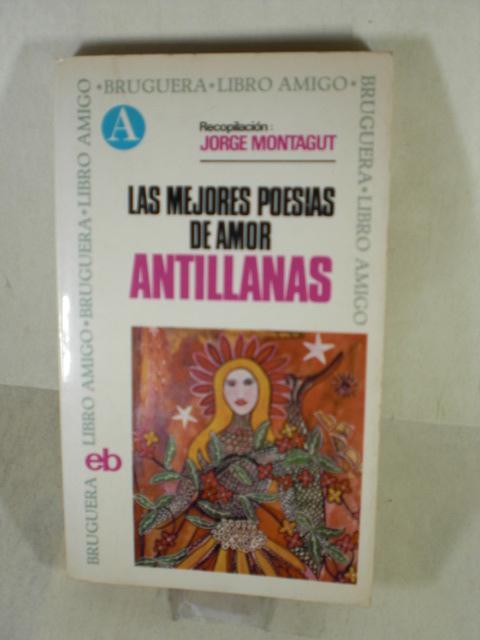 • BRUGUERA • LIBRO AMIGO •
BRUGUERA • LIBRO AMIGO
BRUGUERA LIBRO AMIGO • BRUGUERA • LIBRO AMIGO
A
Recopilación:
JORGE MONTAGUT
LAS MEJORES POESIAS
DE AMOR
ANTILLANAS
eb